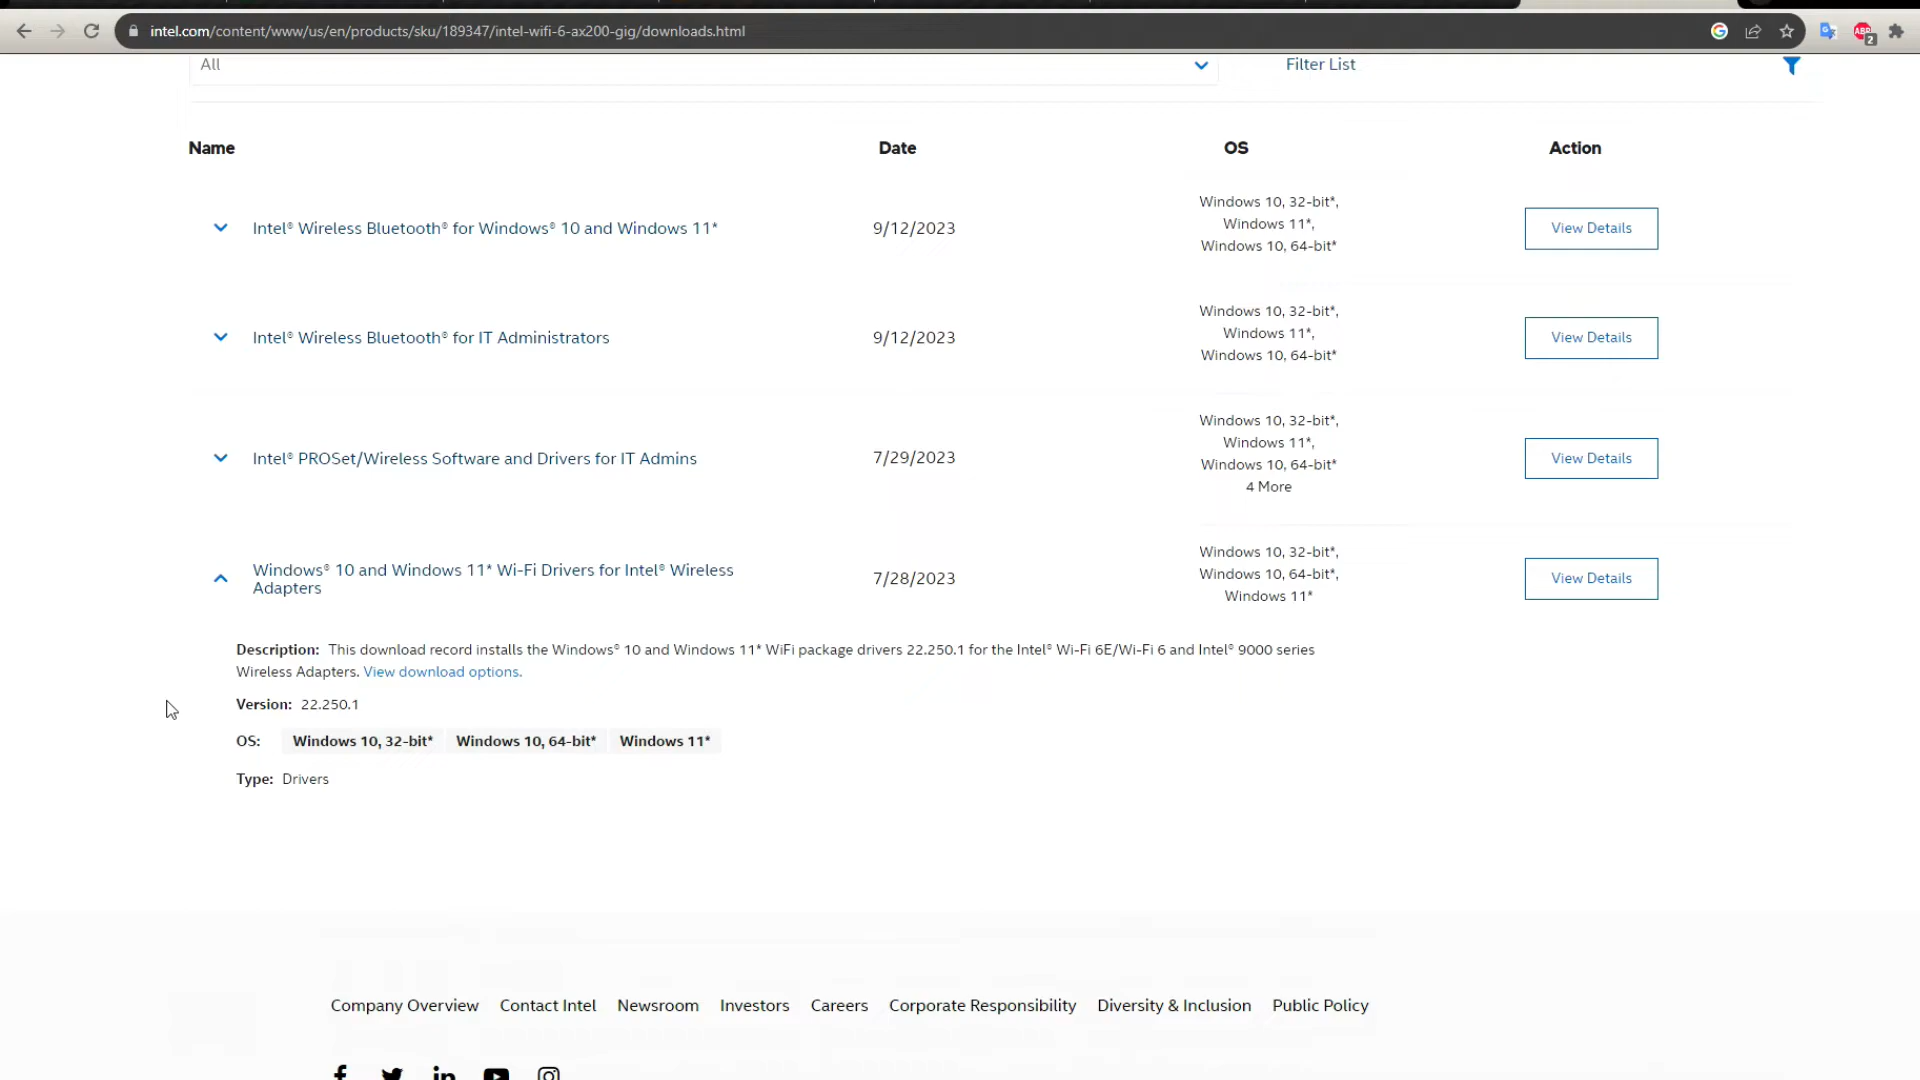 intel.com/content/www/us/en/products/sku/189347/intel-wifi-6-ax200-gig/downloads.html
ABP
2
All
Filter List
Name Date OS Action
Intel® Wireless Bluetooth® for Windows® 10 and Windows 11* 9/12/2023 View Details
Windows 10, 32-bit*,
Windows 11*,
Windows 10, 64-bit*
Intel® Wireless Bluetooth® for IT Administrators 9/12/2023 View Details
Windows 10, 32-bit*,
Windows 11*,
Windows 10, 64-bit*
Intel® PROSet/Wireless Software and Drivers for IT Admins 7/29/2023 View Details
Windows 10, 32-bit*,
Windows 11*,
Windows 10, 64-bit*
4 More
Windows® 10 and Windows 11* Wi-Fi Drivers for Intel® Wireless
Adapters
7/28/2023
Windows 10, 32-bit*,
Windows 10, 64-bit*,
Windows 11*
View Details
Description: This download record installs the Windows® 10 and Windows 11* WiFi package drivers 22.250.1 for the Intel® Wi-Fi 6E/Wi-Fi 6 and Intel® 9000 series
Wireless Adapters. View download options.
Version: 22.250.1
OS: Windows 10, 32-bit* Windows 10, 64-bit* Windows 11*
Type: Drivers
Company Overview Contact Intel Newsroom Investors Careers Corporate Responsibility Diversity & Inclusion Public Policy